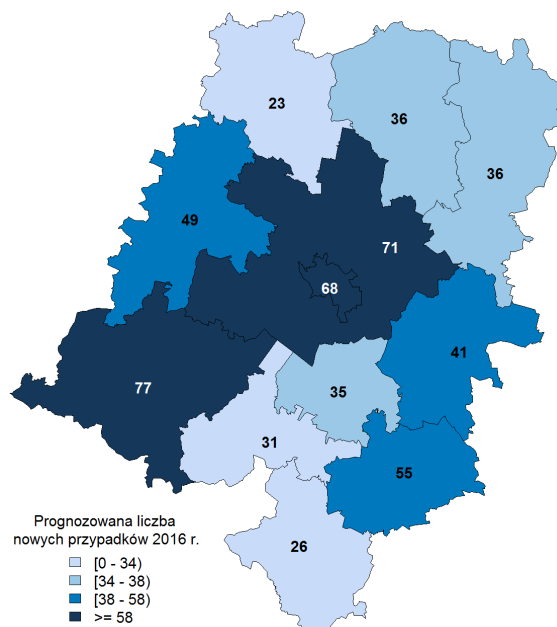 23
36
36
49
71
68
41
77
35
31
55
26
Prognozowana liczba
nowych przypadków 2016 r.
[0 - 34)
[34 - 38)
[38 - 58)
>= 58